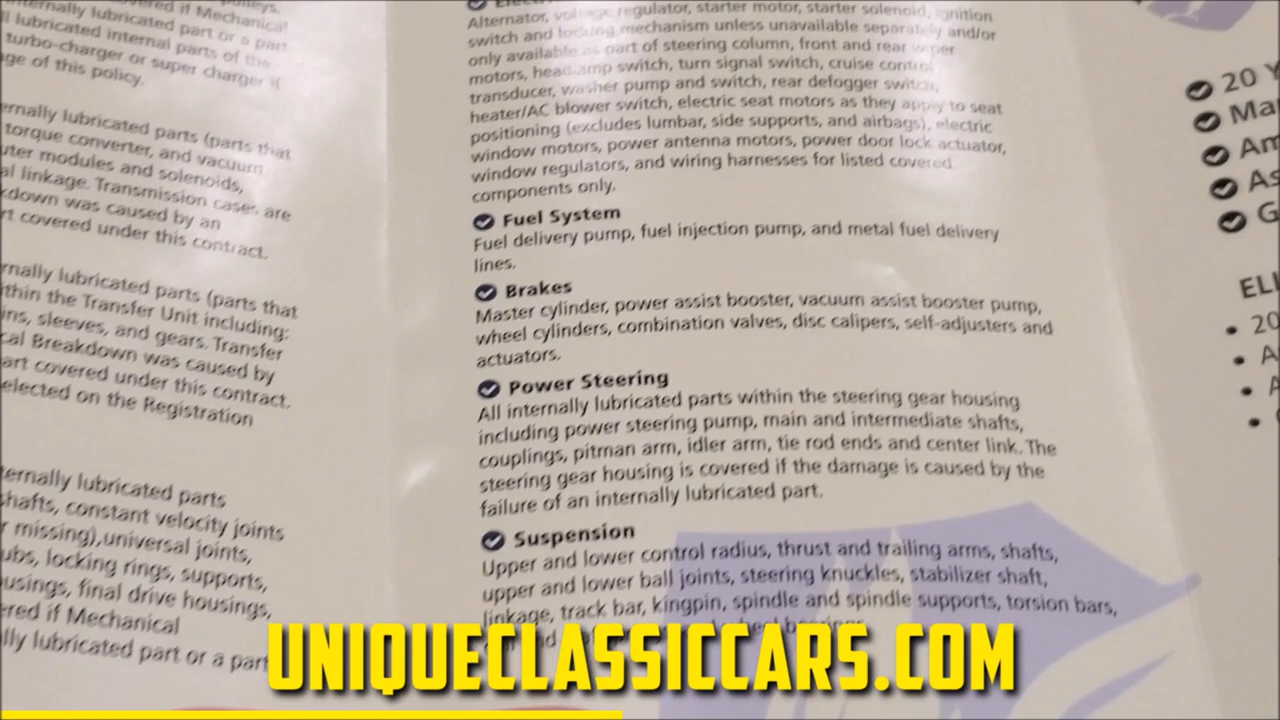 ered if Mechanical
lubricated part or a part
ll lubricated internal parts of the
turbo-charger or super charger if
ge of this policy.
ernally lubricated parts (parts that
torque converter, and vacuum
uter modules and solenoids,
al linkage. Transmission cases are
kdown was caused by an
rt covered under this contract.
rnally lubricated parts (parts that
ithin the Transfer Unit including:
ins, sleeves, and gears. Transfer
cal Breakdown was caused by
art covered under this contract.
elected on the Registration
ternally lubricated parts
shafts, constant velocity joints
r missing),universal joints,
ubs, locking rings, supports,
ousings, final drive housings,
ered if Mechanical
lly lubricated part or a part
Alternator, voltage regulator, starter motor, starter solenoid, ignition
switch and locking mechanism unless unavailable separately and/or
only available as part of steering column, front and rear wiper
motors, headlamp switch, turn signal switch, cruise control
transducer, washer pump and switch, rear defogger switch,
heater/AC blower switch, electric seat motors as they apply to seat
positioning (excludes lumbar, side supports, and airbags), electric
window motors, power antenna motors, power door lock actuator,
window regulators, and wiring harnesses for listed covered
components only.
Fuel System
Fuel delivery pump, fuel injection pump, and metal fuel delivery
lines.
Brakes
Master cylinder, power assist booster, vacuum assist booster pump,
wheel cylinders, combination valves, disc calipers, self-adjusters and
actuators.
Power Steering
All internally lubricated parts within the steering gear housing
including power steering pump, main and intermediate shafts,
couplings, pitman arm, idler arm, tie rod ends and center link. The
steering gear housing is covered if the damage is caused by the
failure of an internally lubricated part.
Suspension
Upper and lower control radius, thrust and trailing arms, shafts,
upper and lower ball joints, steering knuckles, stabilizer shaft,
linkage, track bar, kingpin, spindle and spindle supports, torsion bars,
20 Y
Ma
Am
As
G
ELI
• 20
• A
• A
UNIQUECLASSICCARS.COM